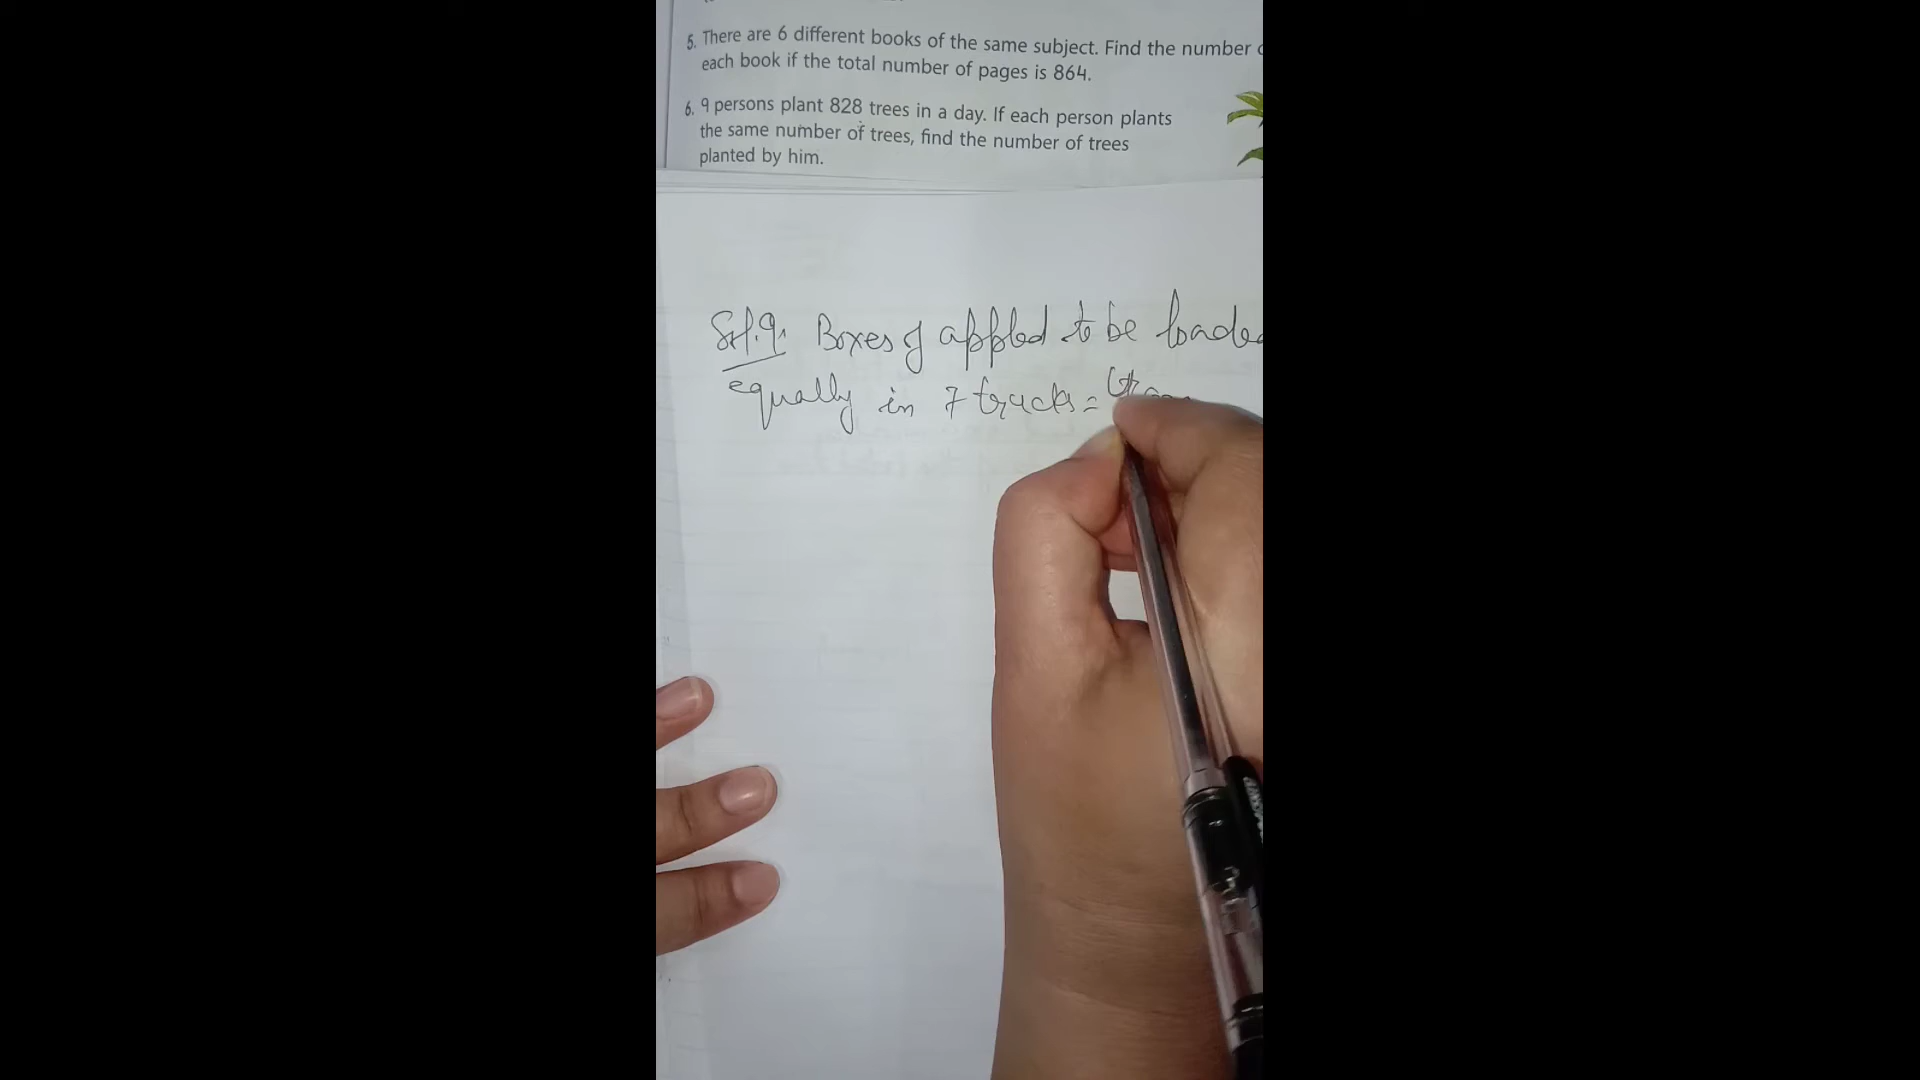 5. There are 6 different books of the same subject. Find the number
each book if the total number of pages is 864.
6. 9 persons plant 828 trees in a day. If each person plants
the same number of trees, find the number of trees
planted by him.
Sol.9. Boxes of appled to be loaded
equally in 7 trucks =